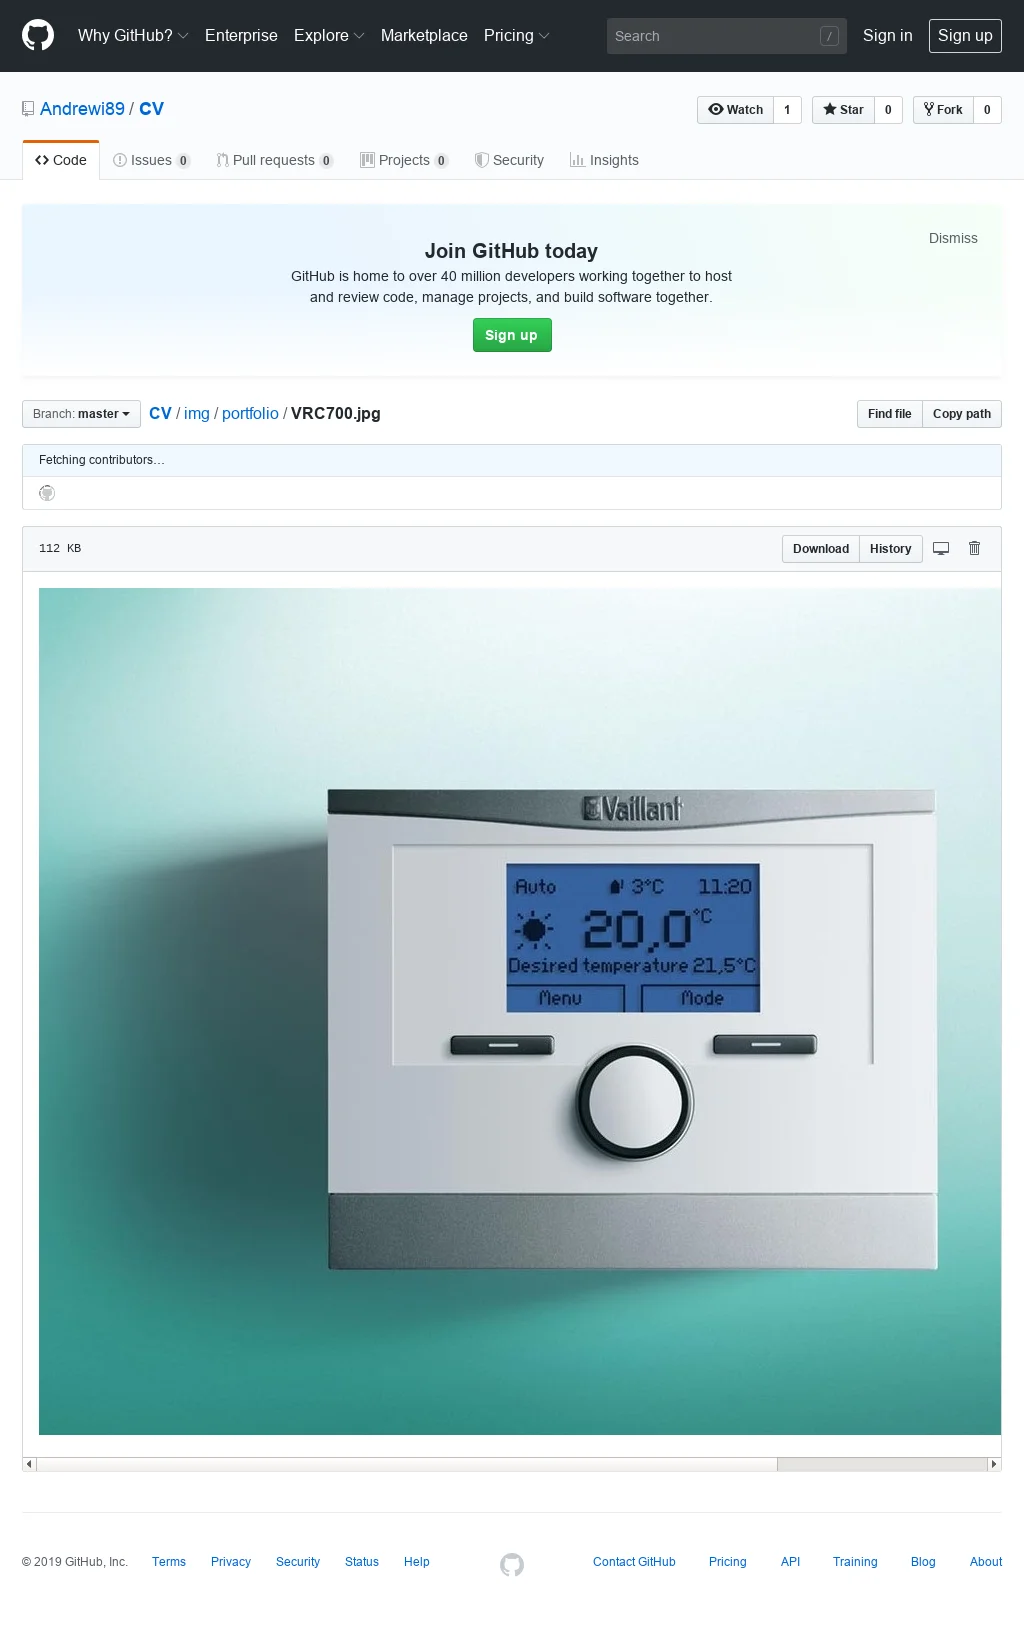 Why GitHub? Enterprise Explore Marketplace Pricing Search / Sign in Sign up
Andrewi89 / CV Watch 1 Star 0 Fork 0
Code Issues 0 Pull requests 0 Projects 0 Security Insights
Dismiss
Join GitHub today
GitHub is home to over 40 million developers working together to host
and review code, manage projects, and build software together.
Sign up
Branch: master CV / img / portfolio / VRC700.jpg Find file Copy path
Fetching contributors…
112 KB Download History
Vaillant
Auto 3°C 11:20
20,0°C
Desired temperature 21,5°C
Menu Mode
© 2019 GitHub, Inc. Terms Privacy Security Status Help Contact GitHub Pricing API Training Blog About